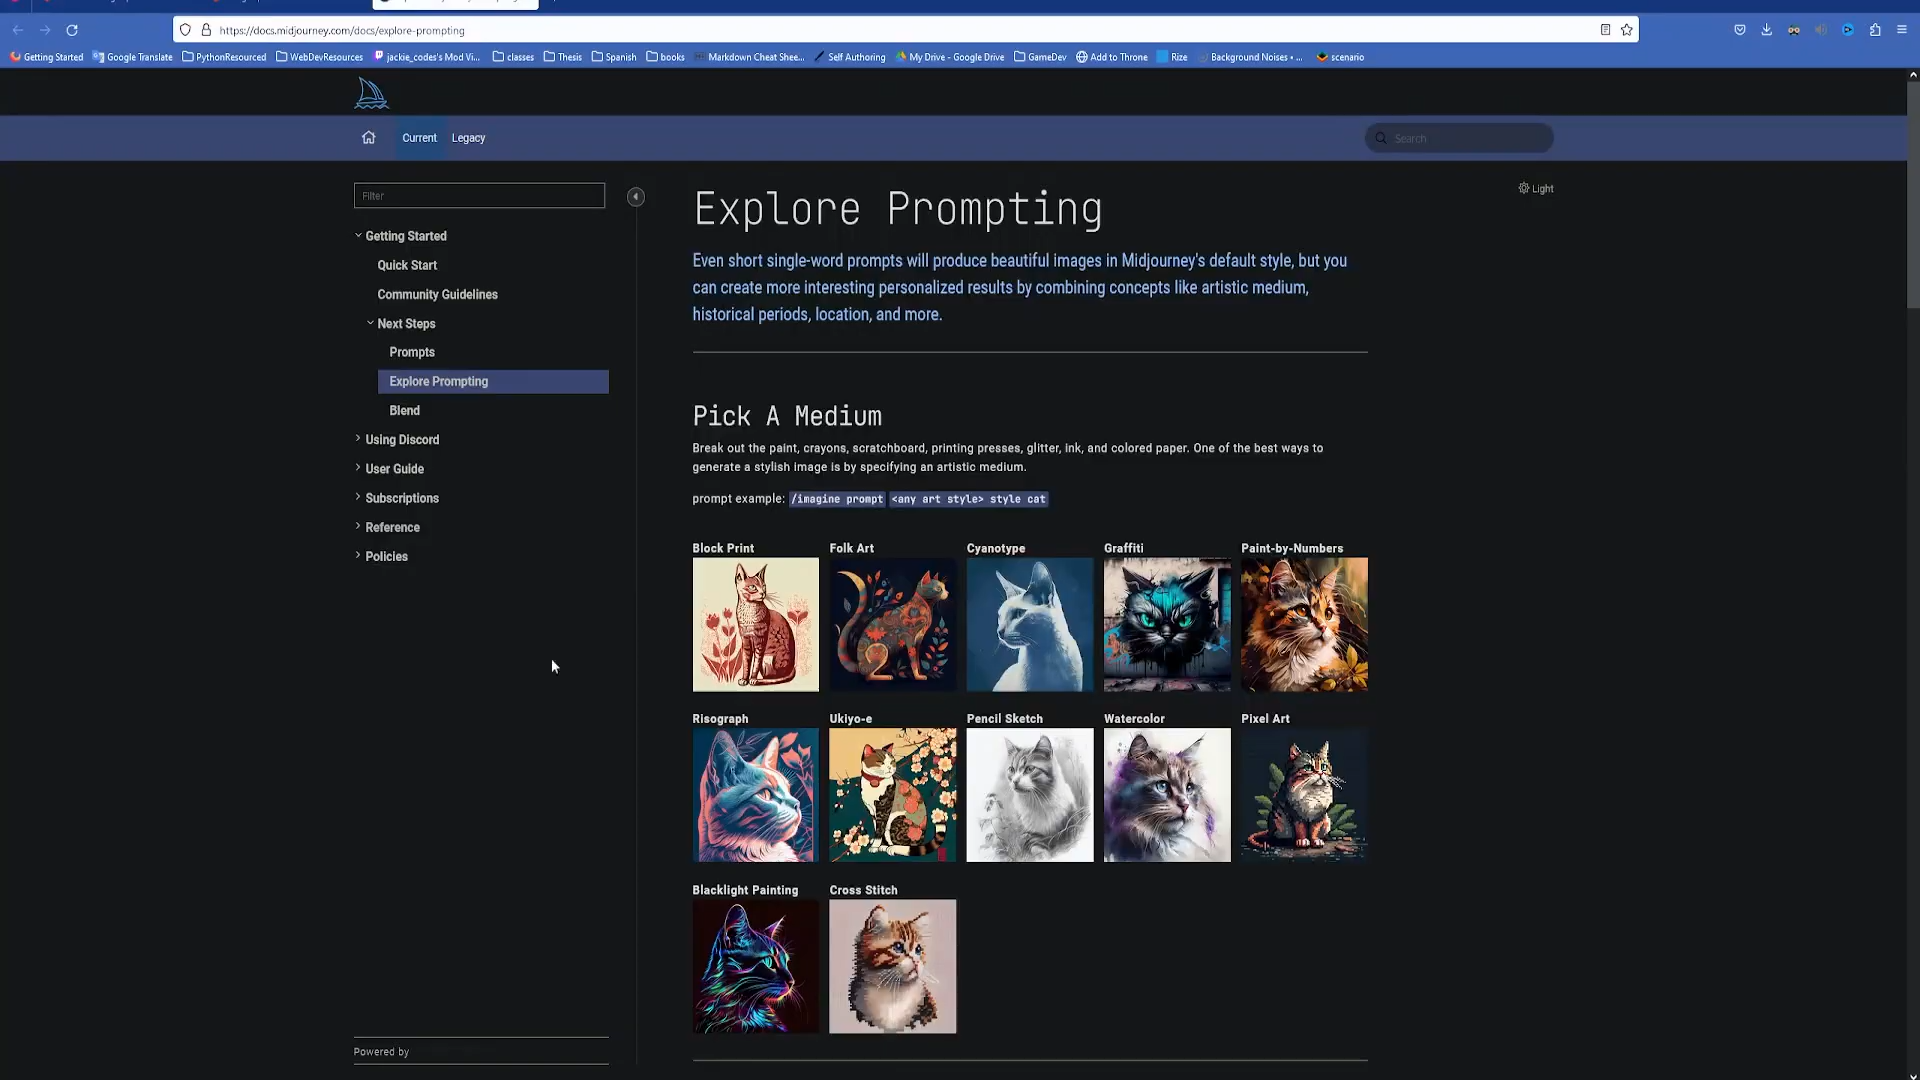 https://docs.midjourney.com/docs/explore-prompting
Getting Started
Google Translate
PythonResourced
WebDevResources
jackie_codes's Mod Vi...
classes
Thesis
Spanish
books
Markdown Cheat Shee...
Self Authoring
My Drive - Google Drive
GameDev
Add to Throne
Rize
Background Noises • ...
scenario
Current
Legacy
Search
Filter
Getting Started
Quick Start
Community Guidelines
Next Steps
Prompts
Explore Prompting
Blend
Using Discord
User Guide
Subscriptions
Reference
Policies
Powered by
Light
Explore Prompting
Even short single-word prompts will produce beautiful images in Midjourney's default style, but you
can create more interesting personalized results by combining concepts like artistic medium,
historical periods, location, and more.
Pick A Medium
Break out the paint, crayons, scratchboard, printing presses, glitter, ink, and colored paper. One of the best ways to
generate a stylish image is by specifying an artistic medium.
prompt example: /imagine prompt <any art style> style cat
Block Print
Folk Art
Cyanotype
Graffiti
Paint-by-Numbers
Risograph
Ukiyo-e
Pencil Sketch
Watercolor
Pixel Art
Blacklight Painting
Cross Stitch